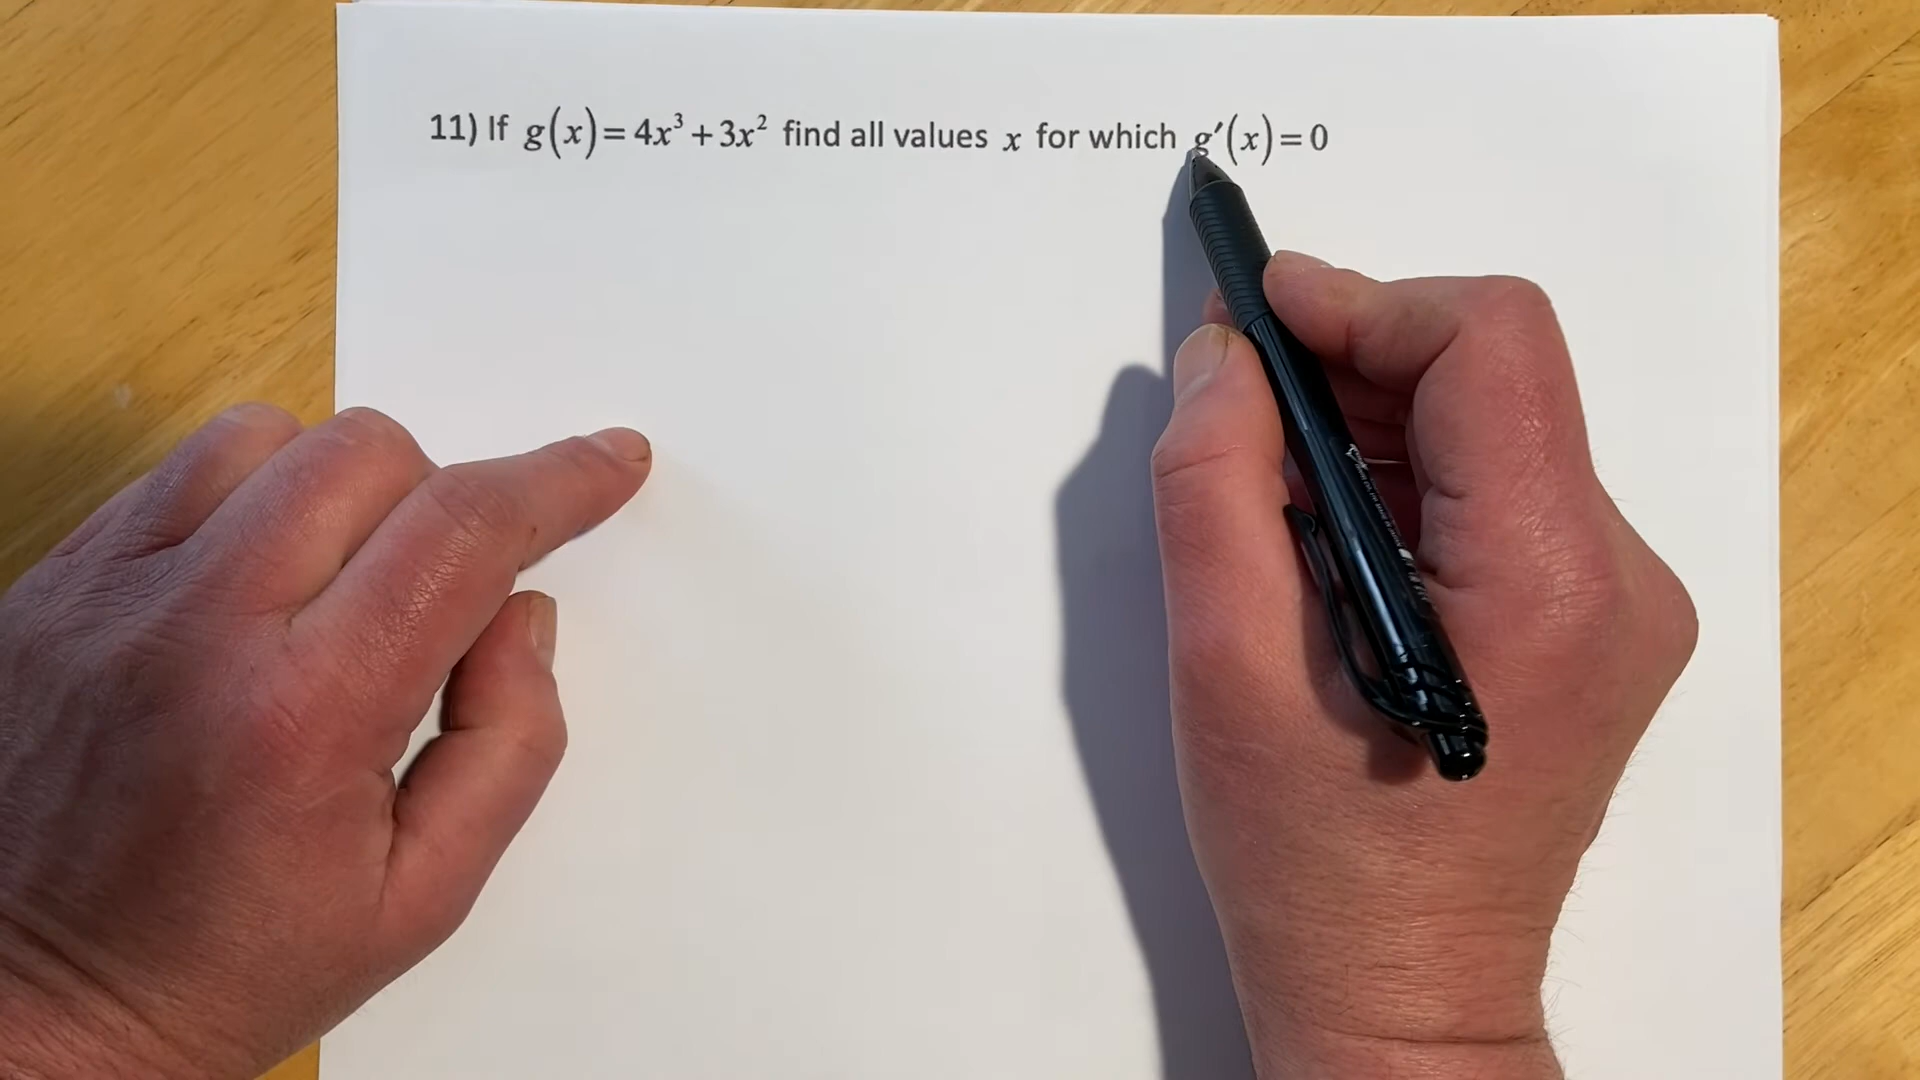 11) If g(x)=4x³+3x² find all values x for which g′(x)=0